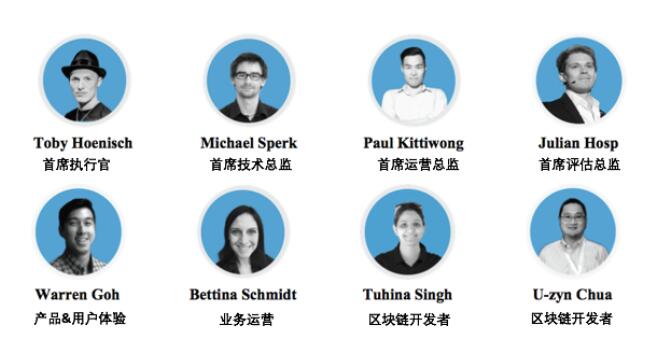 Toby Hoenisch
首席执行官
Michael Sperk
首席技术总监
Paul Kittiwong
首席运营总监
Julian Hosp
首席评估总监
Warren Goh
产品&用户体验
Bettina Schmidt
业务运营
Tuhina Singh
区块链开发者
U-zyn Chua
区块链开发者